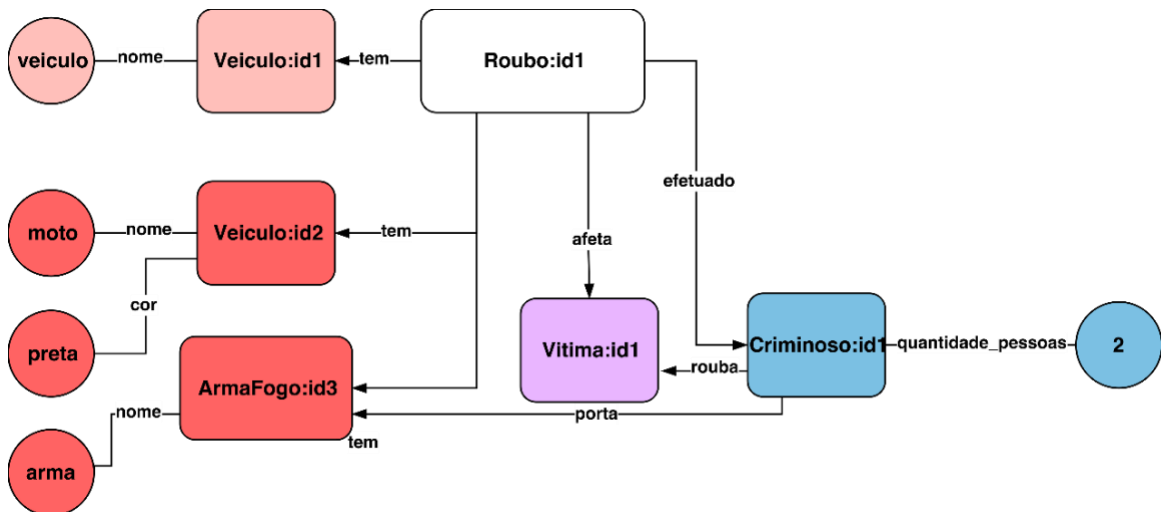 veiculo
nome
Veiculo:id1
tem
Roubo:id1
efetuado
moto
nome
Veiculo:id2
tem
afeta
cor
preta
Vitima:id1
Criminoso:id1
quantidade_pessoas
2
ArmaFogo:id3
rouba
nome
porta
tem
arma